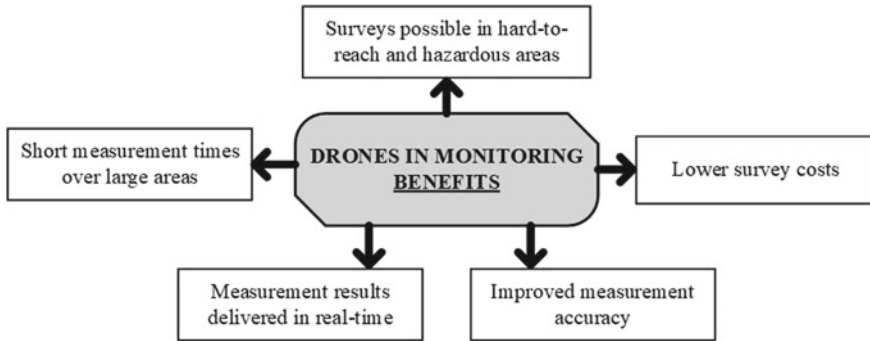 Surveys possible in hard-to-
reach and hazardous areas
Short measurement times
over large areas
DRONES IN MONITORING
BENEFITS
Lower survey costs
Measurement results
delivered in real-time
Improved measurement
accuracy